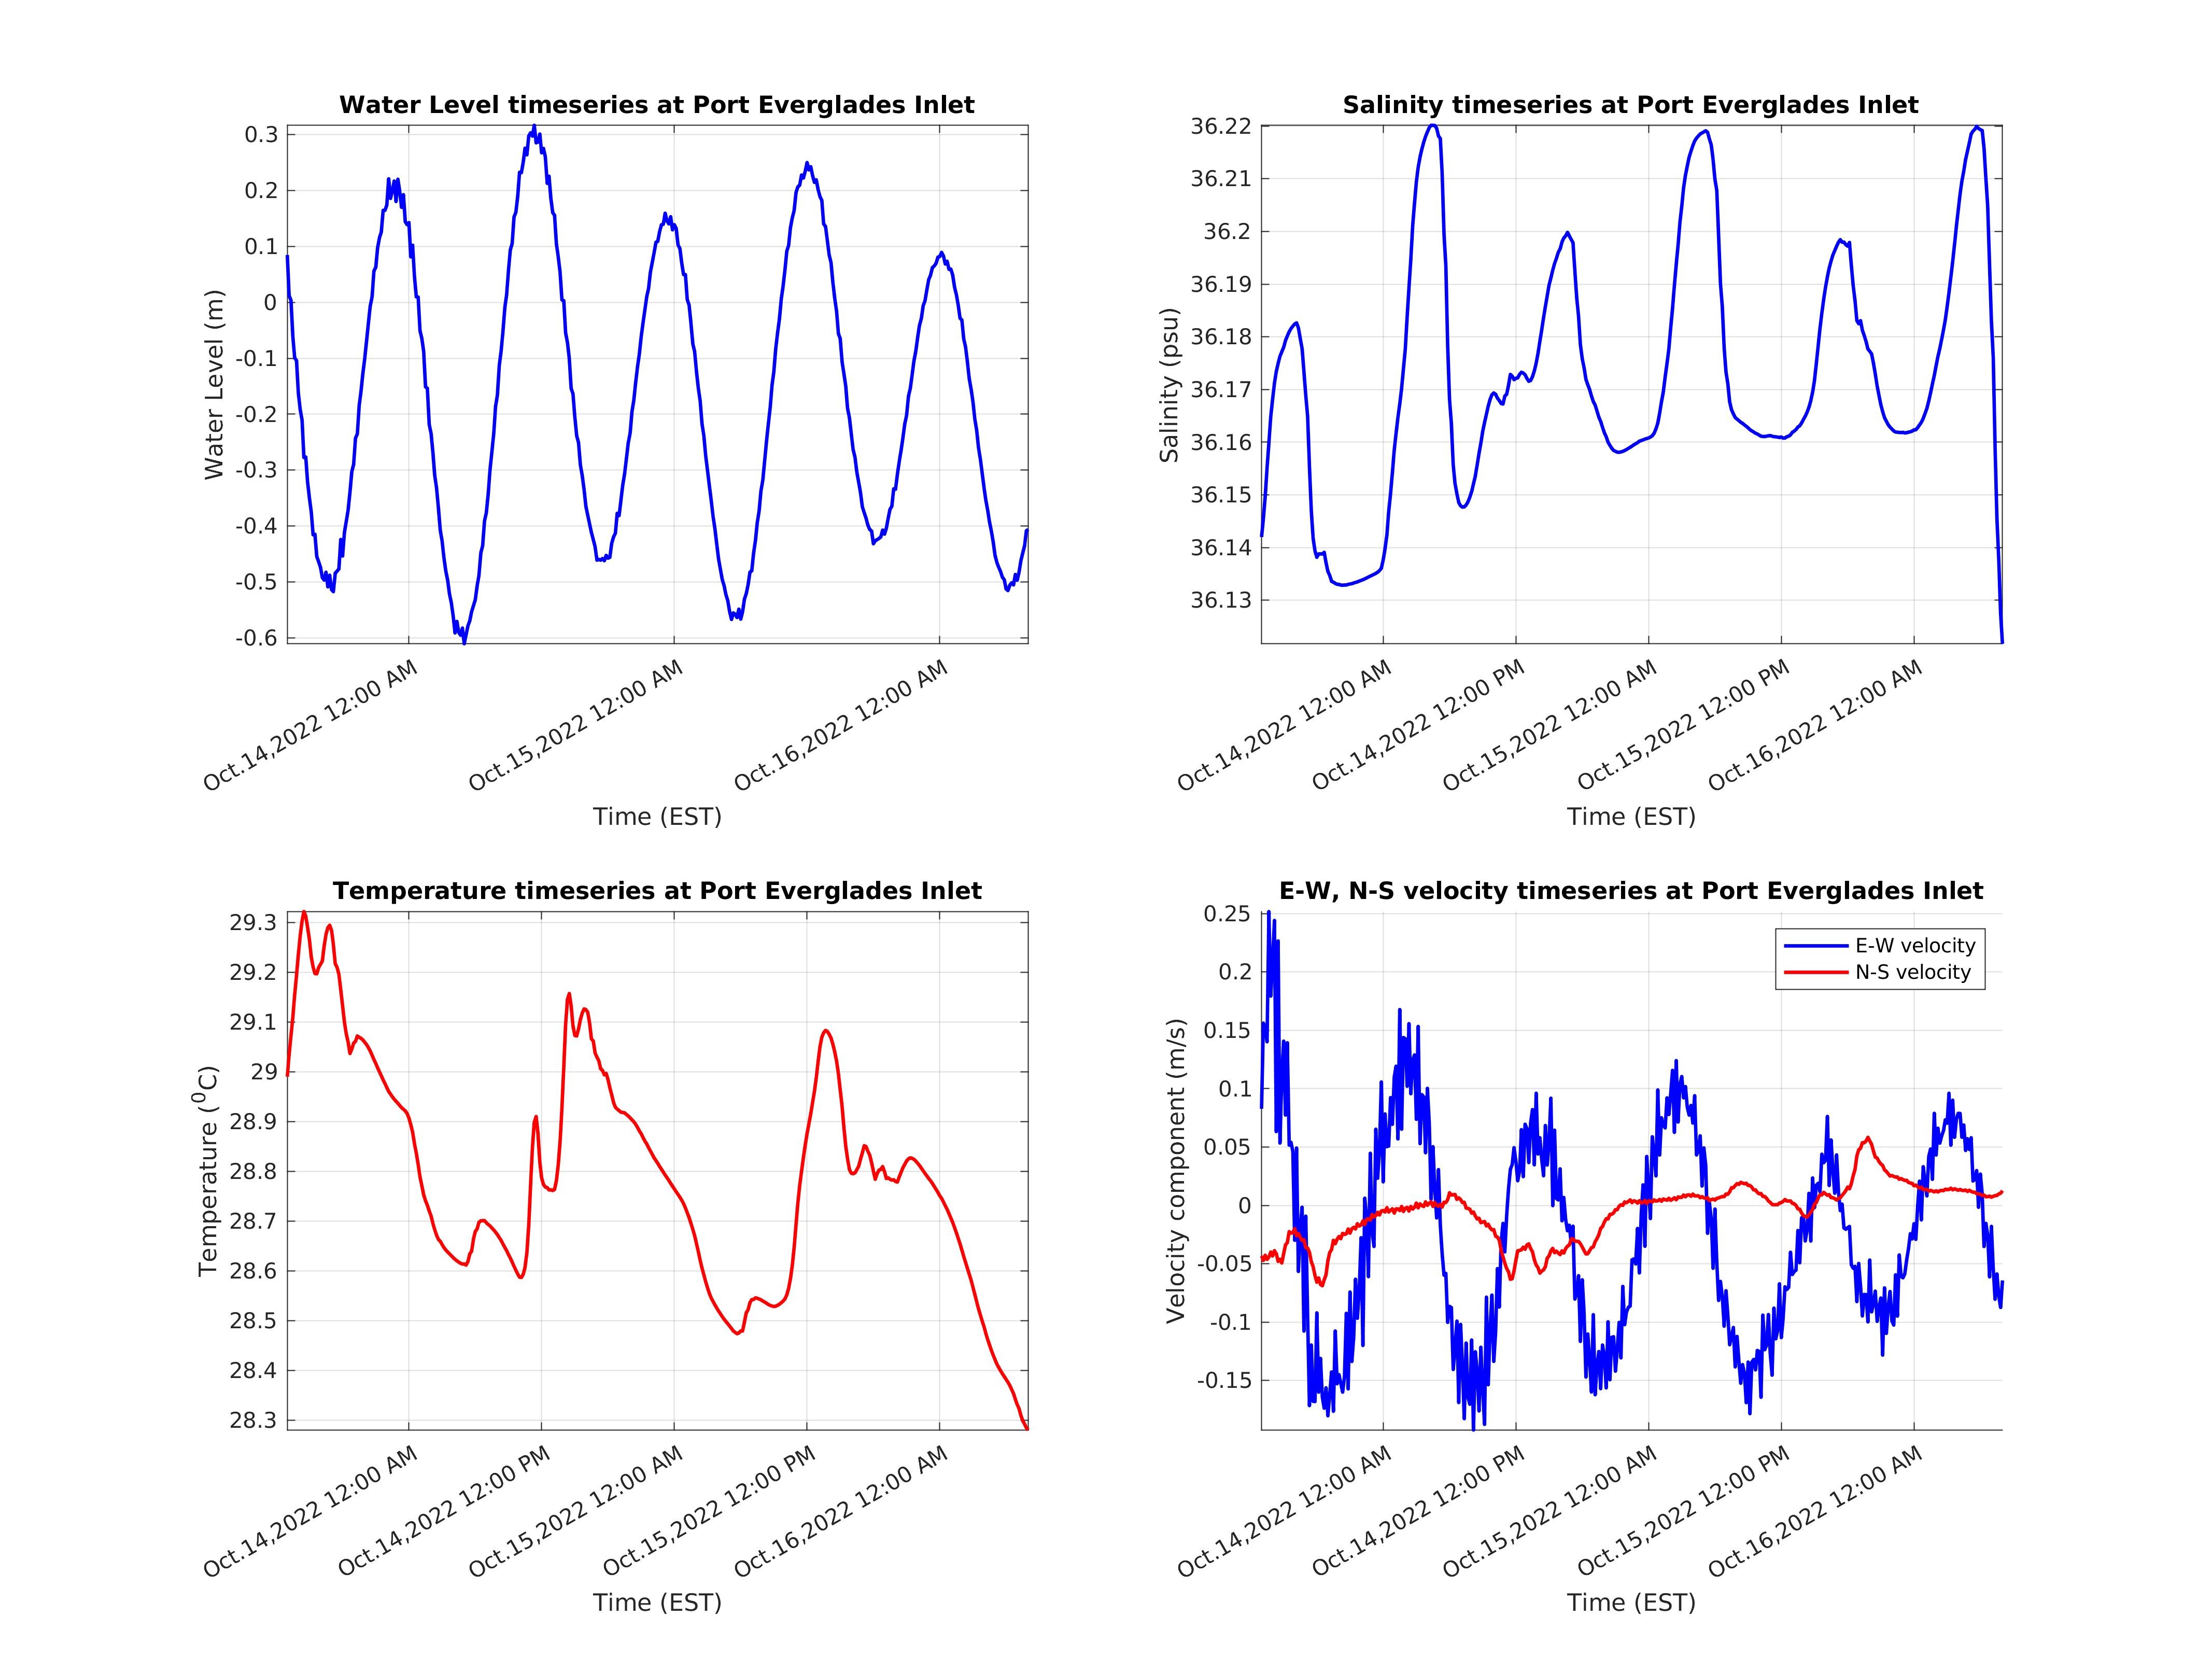 Water Level timeseries at Port Everglades Inlet
0.3
0.2
0.1
0
-0.1
-0.2
-0.3
-0.4
-0.5
-0.6
Water Level (m)
Oct.14,2022 12:00 AM
Oct.15,2022 12:00 AM
Oct.16,2022 12:00 AM
Time (EST)
Salinity timeseries at Port Everglades Inlet
36.22
36.21
36.2
36.19
36.18
36.17
36.16
36.15
36.14
36.13
Salinity (psu)
Oct.14,2022 12:00 AM
Oct.14,2022 12:00 PM
Oct.15,2022 12:00 AM
Oct.15,2022 12:00 PM
Oct.16,2022 12:00 AM
Time (EST)
Temperature timeseries at Port Everglades Inlet
29.3
29.2
29.1
29
28.9
28.8
28.7
28.6
28.5
28.4
28.3
Temperature (⁰C)
Oct.14,2022 12:00 AM
Oct.14,2022 12:00 PM
Oct.15,2022 12:00 AM
Oct.15,2022 12:00 PM
Oct.16,2022 12:00 AM
Time (EST)
E-W, N-S velocity timeseries at Port Everglades Inlet
0.25
0.2
0.15
0.1
0.05
0
-0.05
-0.1
-0.15
Velocity component (m/s)
E-W velocity
N-S velocity
Oct.14,2022 12:00 AM
Oct.14,2022 12:00 PM
Oct.15,2022 12:00 AM
Oct.15,2022 12:00 PM
Oct.16,2022 12:00 AM
Time (EST)